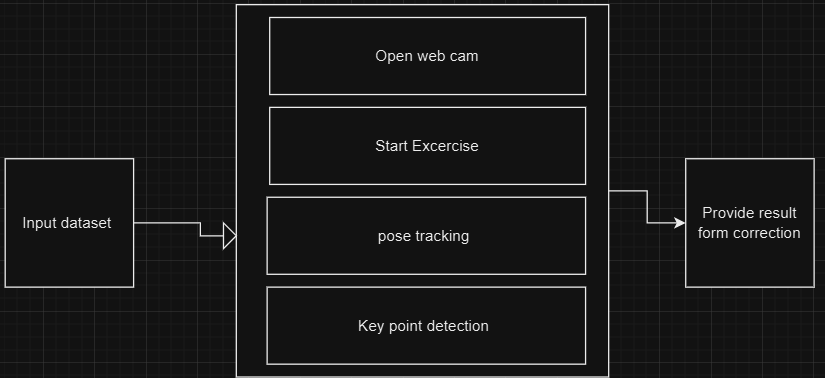 Open web cam
Start Excercise
Input dataset
pose tracking
Key point detection
Provide result
form correction